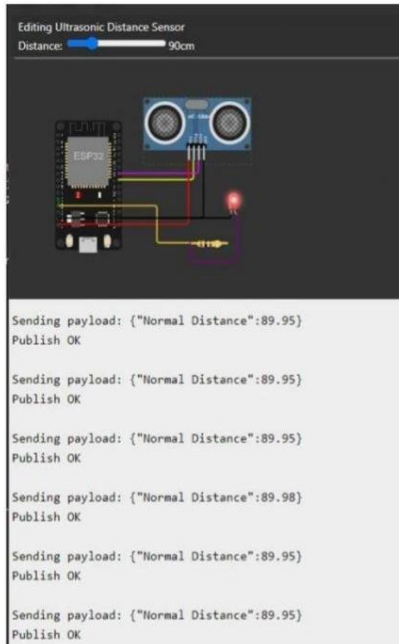 Editing Ultrasonic Distance Sensor
Distance: 90cm
ESP32
Sending payload: {"Normal Distance":89.95}
Publish OK
Sending payload: {"Normal Distance":89.95}
Publish OK
Sending payload: {"Normal Distance":89.95}
Publish OK
Sending payload: {"Normal Distance":89.98}
Publish OK
Sending payload: {"Normal Distance":89.95}
Publish OK
Sending payload: {"Normal Distance":89.95}
Publish OK